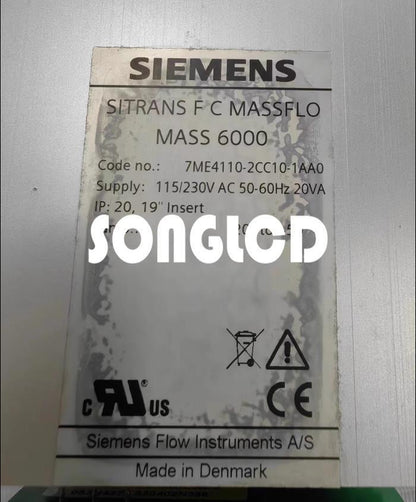 SIEMENS
SITRANS F C MASSFLO
MASS 6000
Code no.: 7ME4110-2CC10-1AA0
Supply: 115/230V AC 50-60Hz 20VA
IP: 20, 19" Insert
SONGLCD
C US
CE
Siemens Flow Instruments A/S
Made in Denmark